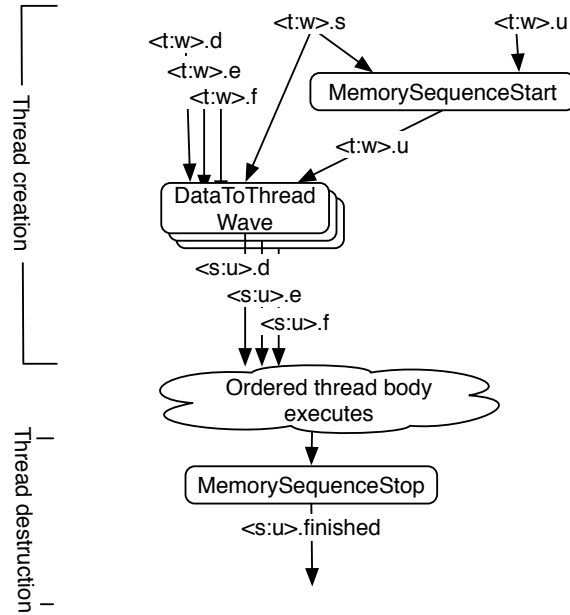 <t:w>.d
<t:w>.s
<t:w>.u
<t:w>.e
<t:w>.f
MemorySequenceStart
<t:w>.u
DataToThread
Wave
Thread creation
<s:u>.d
<s:u>.e
<s:u>.f
Ordered thread body
executes
MemorySequenceStop
<s:u>.finished
Thread destruction